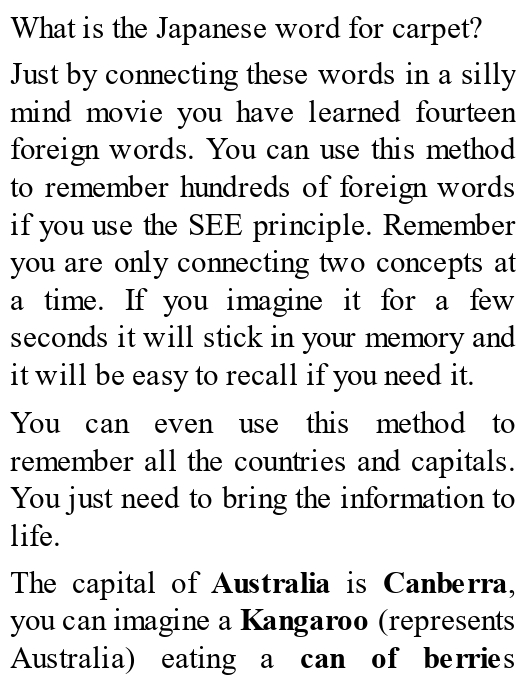 What is the Japanese word for carpet?
Just by connecting these words in a silly
mind movie you have learned fourteen
foreign words. You can use this method
to remember hundreds of foreign words
if you use the SEE principle. Remember
you are only connecting two concepts at
a time. If you imagine it for a few
seconds it will stick in your memory and
it will be easy to recall if you need it.
You can even use this method to
remember all the countries and capitals.
You just need to bring the information to
life.
The capital of Australia is Canberra,
you can imagine a Kangaroo (represents
Australia) eating a can of berries